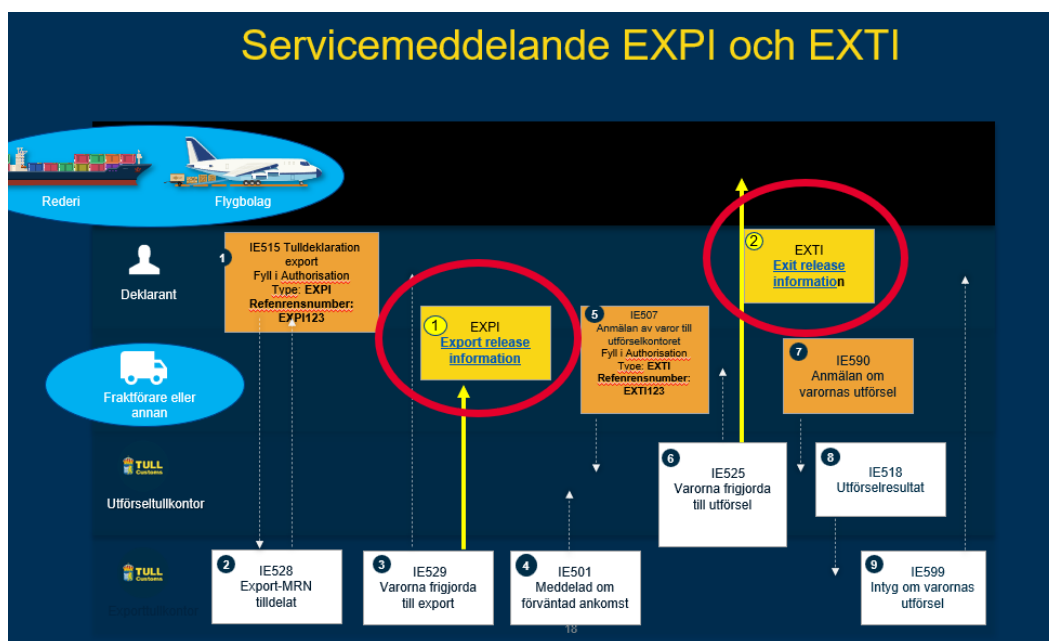 Servicemeddelande EXPI och EXTI
Rederi
Flygbolag
Deklarant
Fraktförare eller
annan
TULL
Customs
Utförseltullkontor
TULL
Customs
Exporttullkontor
1
IE515 Tulldeklaration
export
Fyll i Authorisation
Type: EXPI
Refenrensnumber:
EXPI123
2
IE528
Export-MRN
tilldelat
3
IE529
Varorna frigjorda
till export
1
EXPI
Export release
information
4
IE501
Meddelad om
förväntad ankomst
5
IE507
Anmälan av varor till
utförselkontoret
Fyll i Authorisation
Type: EXTI
Refenrensnumber:
EXTI123
6
IE525
Varorna frigjorda
till utförsel
2
EXTI
Exit release
information
7
IE590
Anmälan om
varornas utförsel
8
IE518
Utförselresultat
9
IE599
Intyg om varornas
utförsel
18